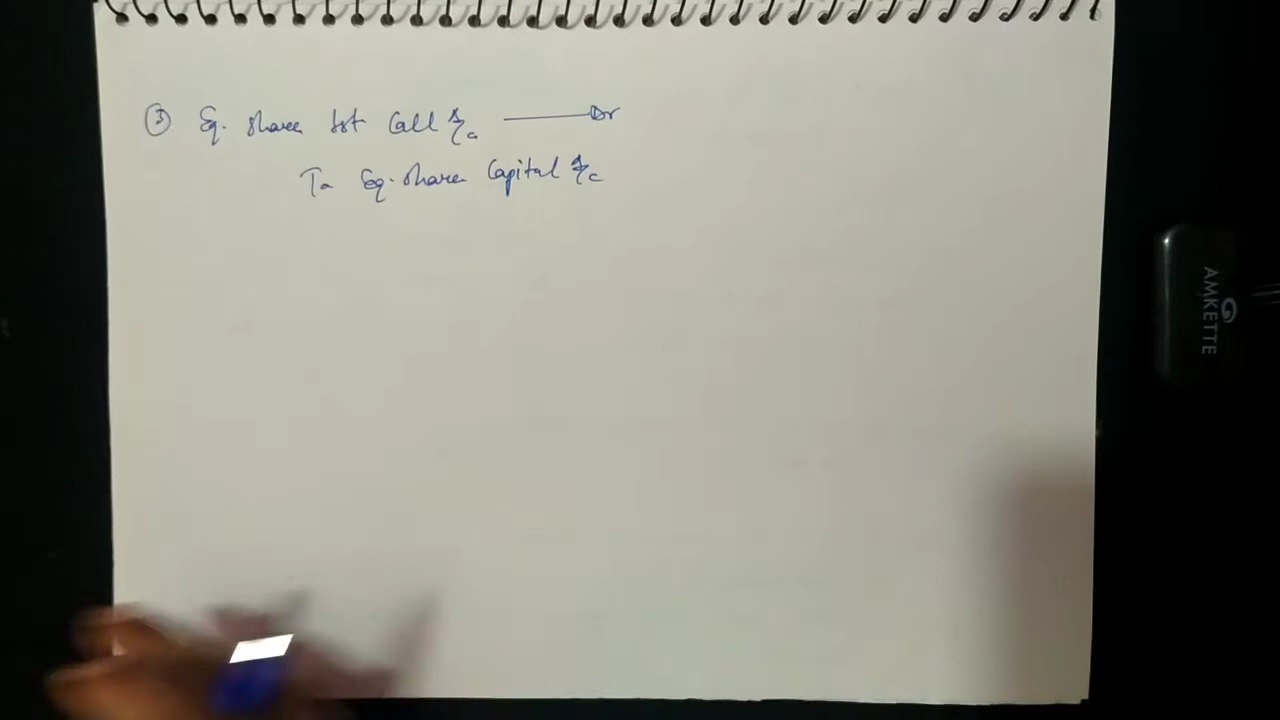 ③ Eq. Share 1st Call A/c ——— Dr
To Eq. Share Capital A/c
AMKETTE